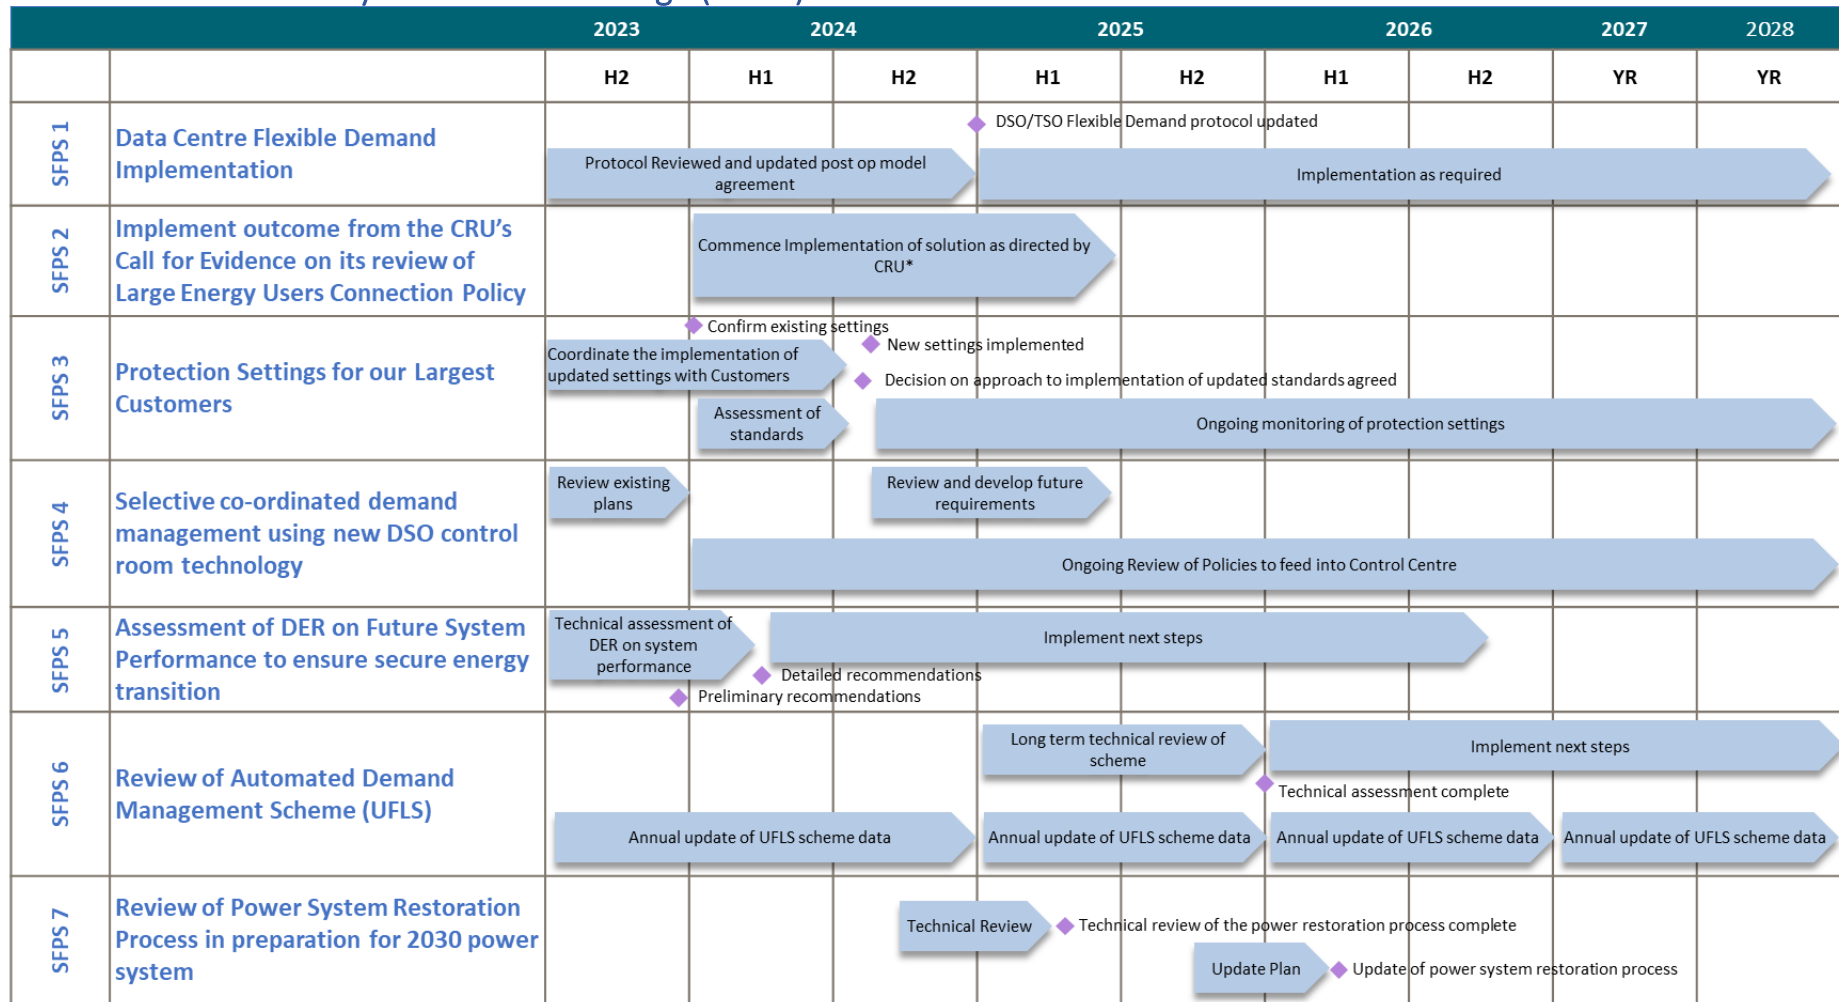 2023 2024 2025 2026 2027 2028
H2 H1 H2 H1 H2 H1 H2 YR YR
SFPS 1
Data Centre Flexible Demand
Implementation
DSO/TSO Flexible Demand protocol updated
Protocol Reviewed and updated post op model
agreement
Implementation as required
SFPS 2
Implement outcome from the CRU's
Call for Evidence on its review of
Large Energy Users Connection Policy
Commence Implementation of solution as directed by
CRU*
SFPS 3
Protection Settings for our Largest
Customers
Confirm existing settings
New settings implemented
Coordinate the implementation of
updated settings with Customers
Decision on approach to implementation of updated standards agreed
Assessment of
standards
Ongoing monitoring of protection settings
SFPS 4
Selective co-ordinated demand
management using new DSO control
room technology
Review existing
plans
Review and develop future
requirements
Ongoing Review of Policies to feed into Control Centre
SFPS 5
Assessment of DER on Future System
Performance to ensure secure energy
transition
Technical assessment of
DER on system
performance
Implement next steps
Detailed recommendations
Preliminary recommendations
SFPS 6
Review of Automated Demand
Management Scheme (UFLS)
Long term technical review of
scheme
Implement next steps
Technical assessment complete
Annual update of UFLS scheme data
Annual update of UFLS scheme data
Annual update of UFLS scheme data
Annual update of UFLS scheme data
SFPS 7
Review of Power System Restoration
Process in preparation for 2030 power
system
Technical Review
Technical review of the power restoration process complete
Update Plan
Update of power system restoration process